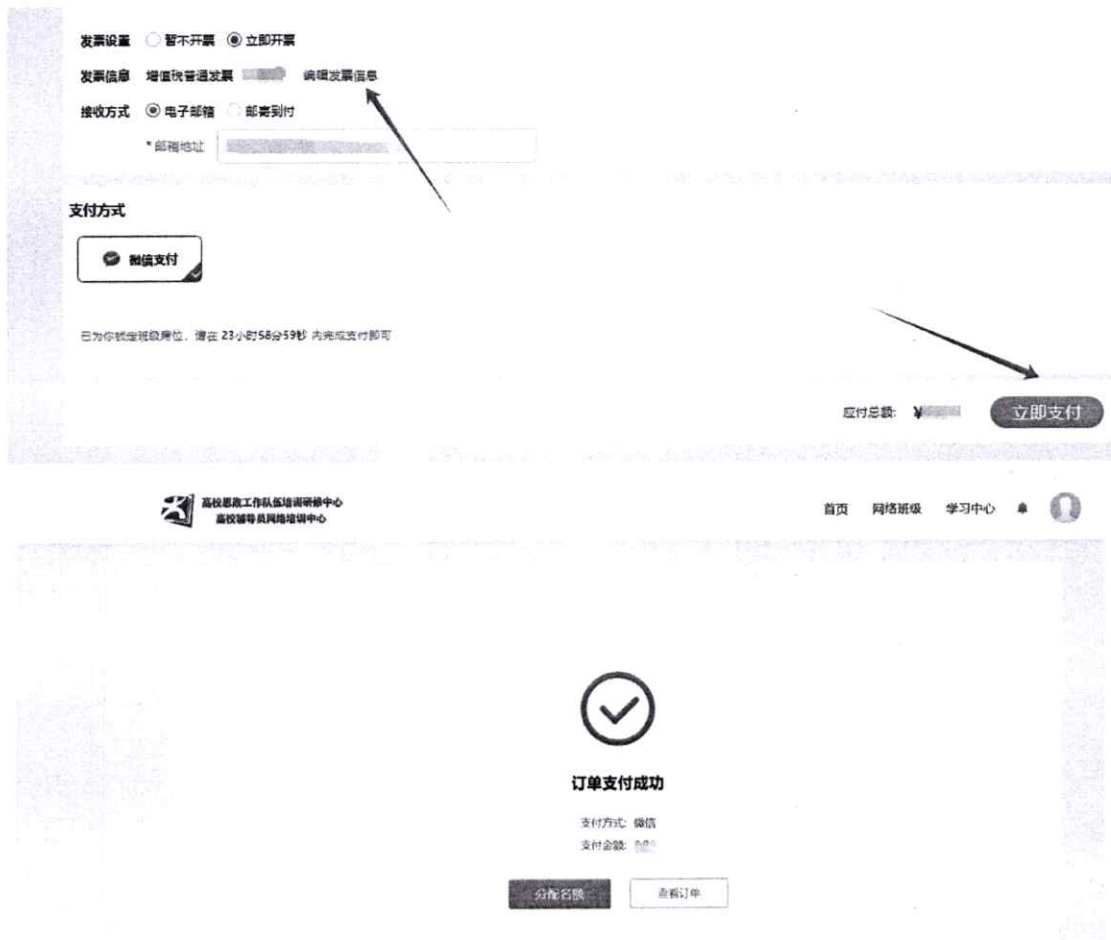 发票设置 暂不开票 立即开票
发票信息 增值税普通发票 编辑发票信息
接收方式 电子邮箱 邮寄到付
*邮箱地址
支付方式
微信支付
已为你锁定班级席位，请在 23小时58分59秒 内完成支付即可
应付总额: ¥ 立即支付
高校思政工作队伍培训研修中心
高校辅导员网络培训中心
首页 网络班级 学习中心
订单支付成功
支付方式: 微信
支付金额:
分配名额 查看订单